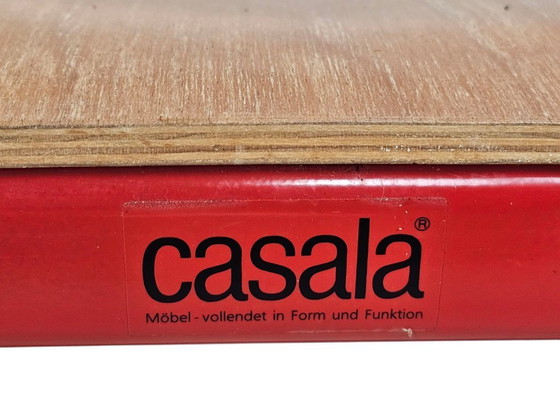 casala®
Möbel - vollendet in Form und Funktion